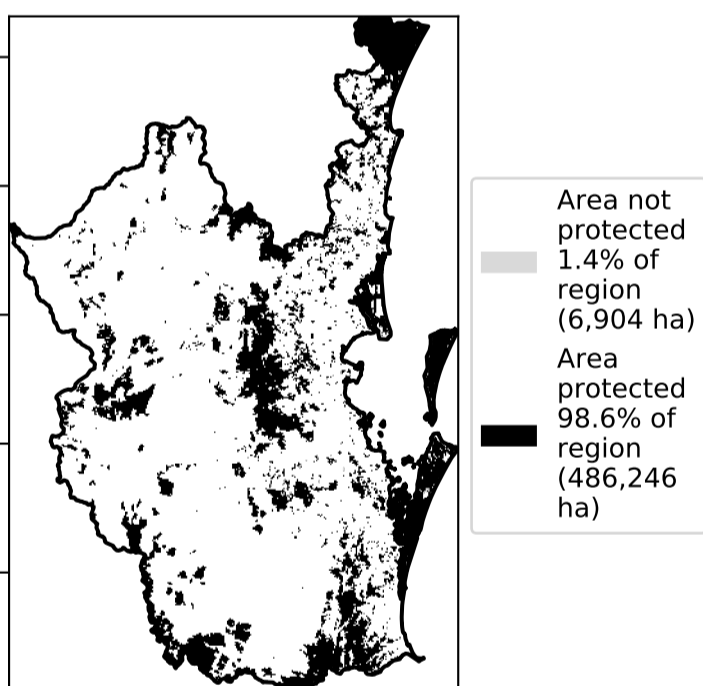 Area not
protected
1.4% of
region
(6,904 ha)
Area
protected
98.6% of
region
(486,246
ha)